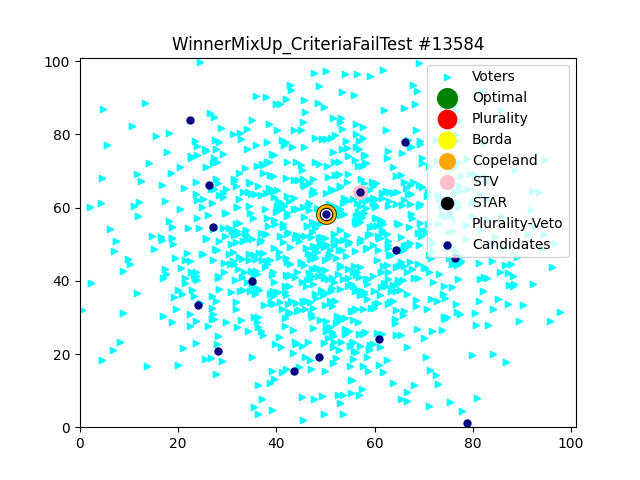 WinnerMixUp_CriteriaFailTest #13584
100
80
60
40
20
0
0
20
40
60
80
100
Voters
Optimal
Plurality
Borda
Copeland
STV
STAR
Plurality-Veto
Candidates